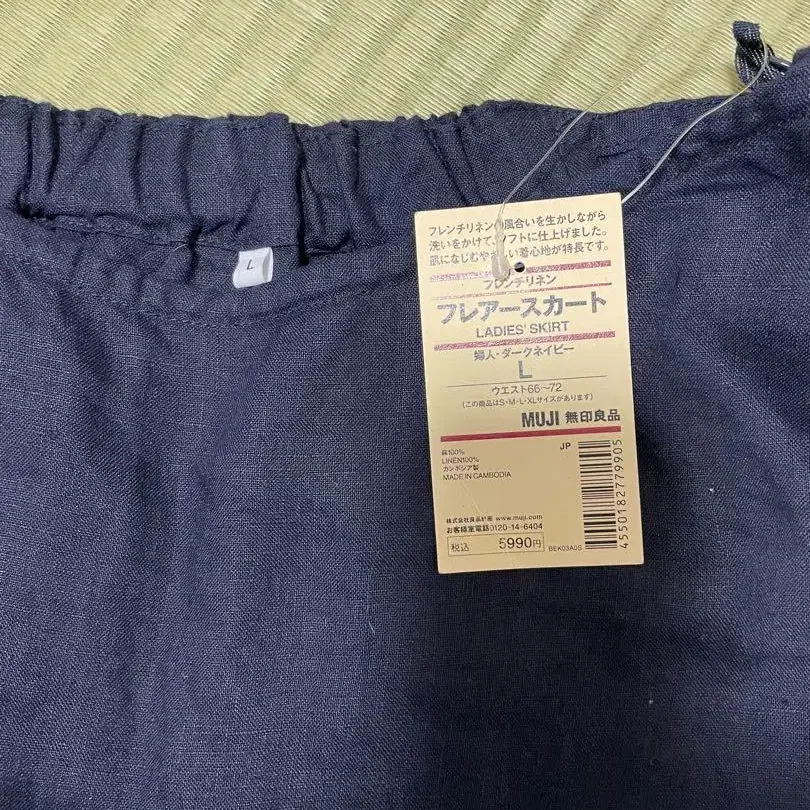 L
フレンチリネンの風合いを生かしながら
洗いをかけて、ソフトに仕上げました。
肌になじむやさしい着心地が特長です。
フレンチリネン
フレアースカート
LADIES' SKIRT
婦人・ダークネイビー
L
ウエスト66〜72
(この商品はS・M・L・XLサイズがあります)
MUJI 無印良品
JP
麻100%
LINEN100%
カンボジア製
MADE IN CAMBODIA
株式会社良品計画 www.muji.com
お客様室電話0120-14-6404
税込 5990円
BEK03A0S
4550182779905